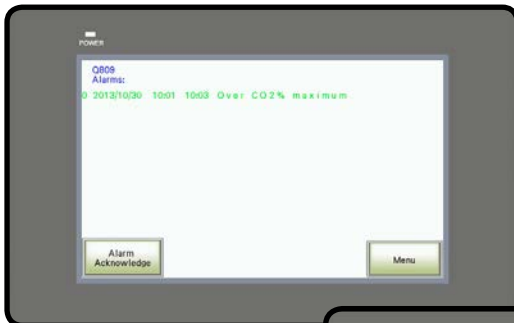 POWER
Q809
Alarms:
0 2013/10/30 10:01 10:03 Over CO2% maximum
Alarm
Acknowledge
Menu